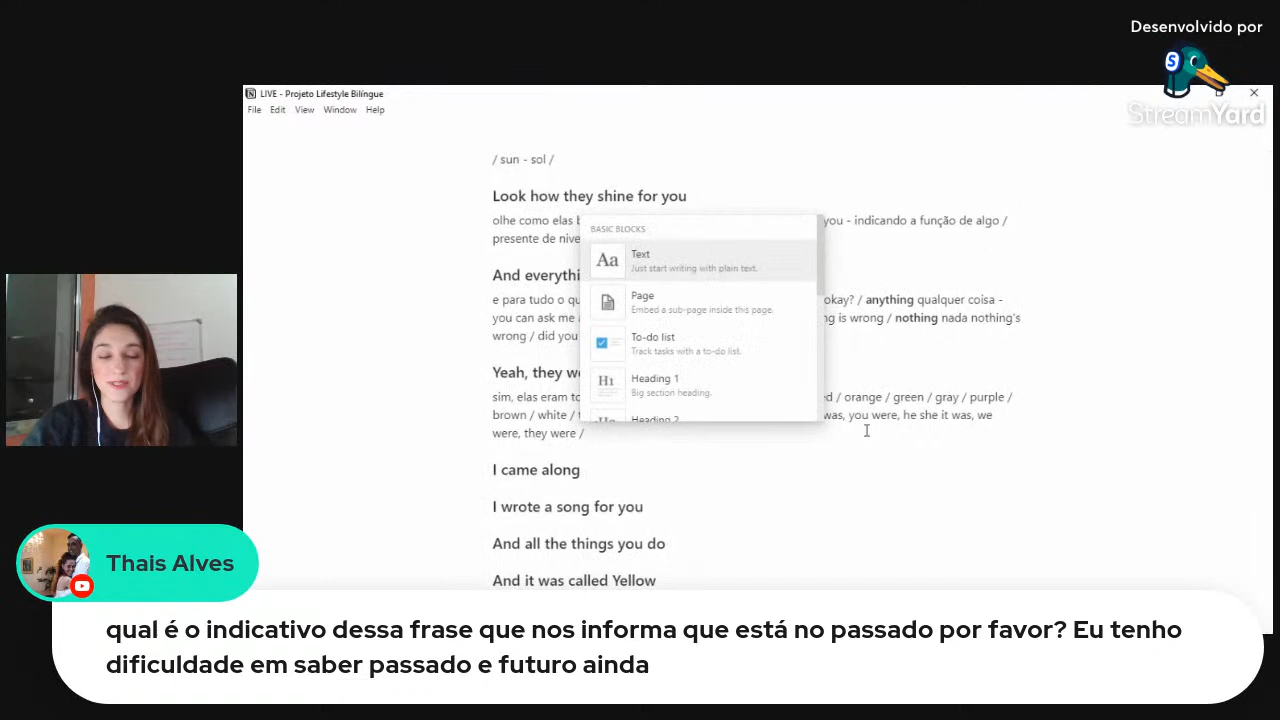 Desenvolvido por
StreamYard
LIVE - Projeto Lifestyle Bilíngue
File Edit View Window Help
/ sun - sol /
Look how they shine for you
olhe como elas you - indicando a função de algo /
presente de nive
BASIC BLOCKS
Aa Text
Just start writing with plain text.
And everythi
Page
Embed a sub-page inside this page.
e para tudo o qu okay? / anything qualquer coisa -
you can ask me ng is wrong / nothing nada nothing's
wrong / did you
To-do list
Track tasks with a to-do list.
Yeah, they we
H1 Heading 1
Big section heading.
sim, elas eram to ed / orange / green / gray / purple /
brown / white / was, you were, he she it was, we
Heading 2
were, they were /
I came along
I wrote a song for you
And all the things you do
And it was called Yellow
Thais Alves
qual é o indicativo dessa frase que nos informa que está no passado por favor? Eu tenho
dificuldade em saber passado e futuro ainda